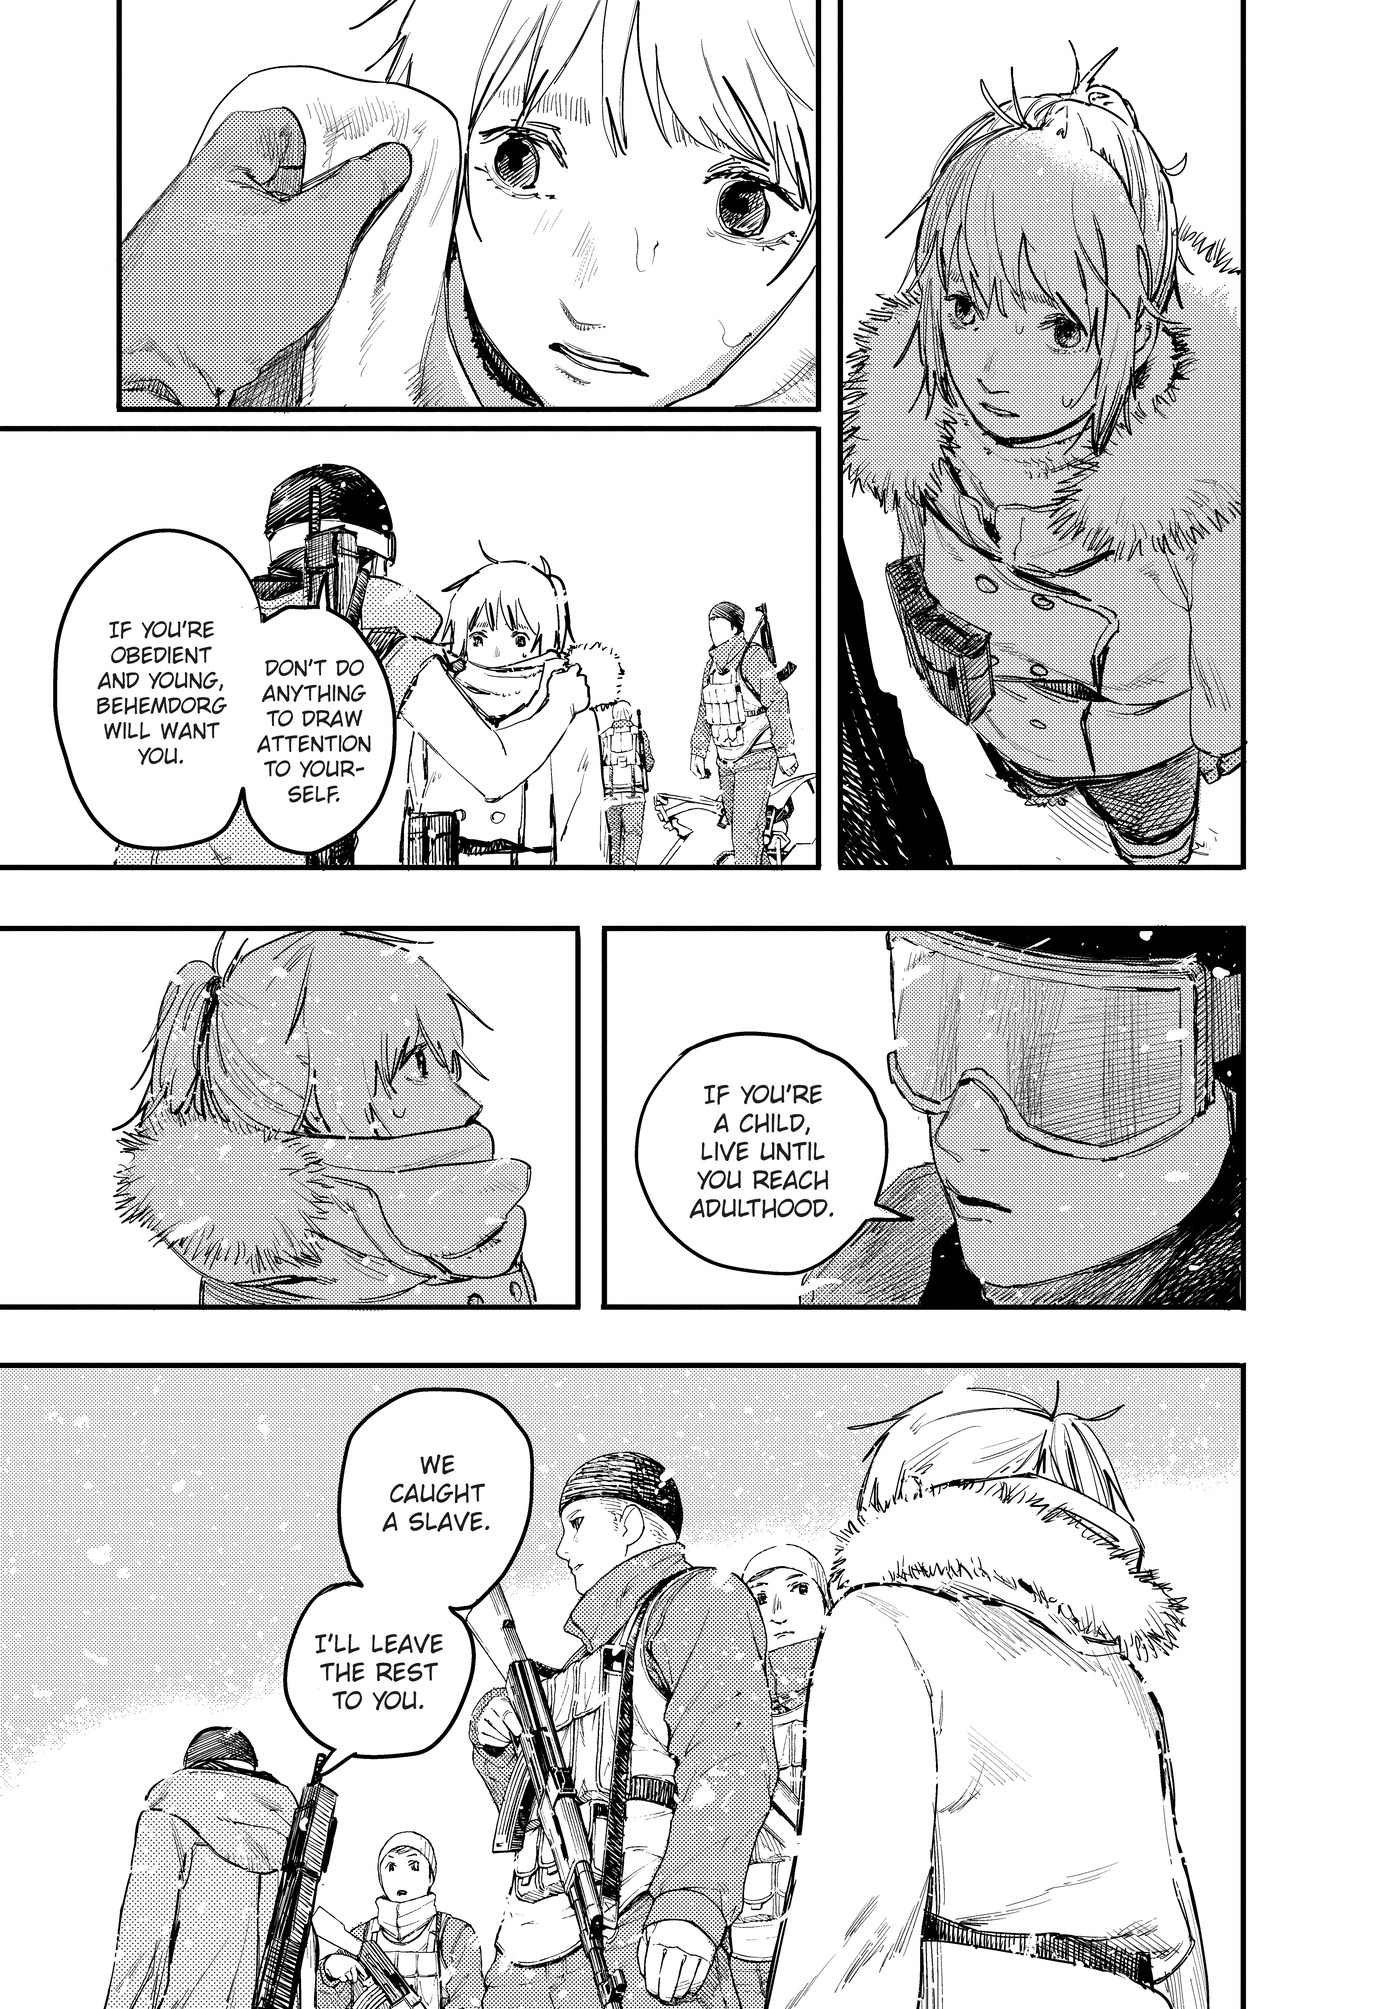 DON'T DO
ANYTHING
TO DRAW
ATTENTION
TO YOUR-
SELF.
IF YOU'RE
OBEDIENT
AND YOUNG,
BEHEMDORG
WILL WANT
YOU.
IF YOU'RE
A CHILD,
LIVE UNTIL
YOU REACH
ADULTHOOD.
WE
CAUGHT
A SLAVE.
I'LL LEAVE
THE REST
TO YOU.